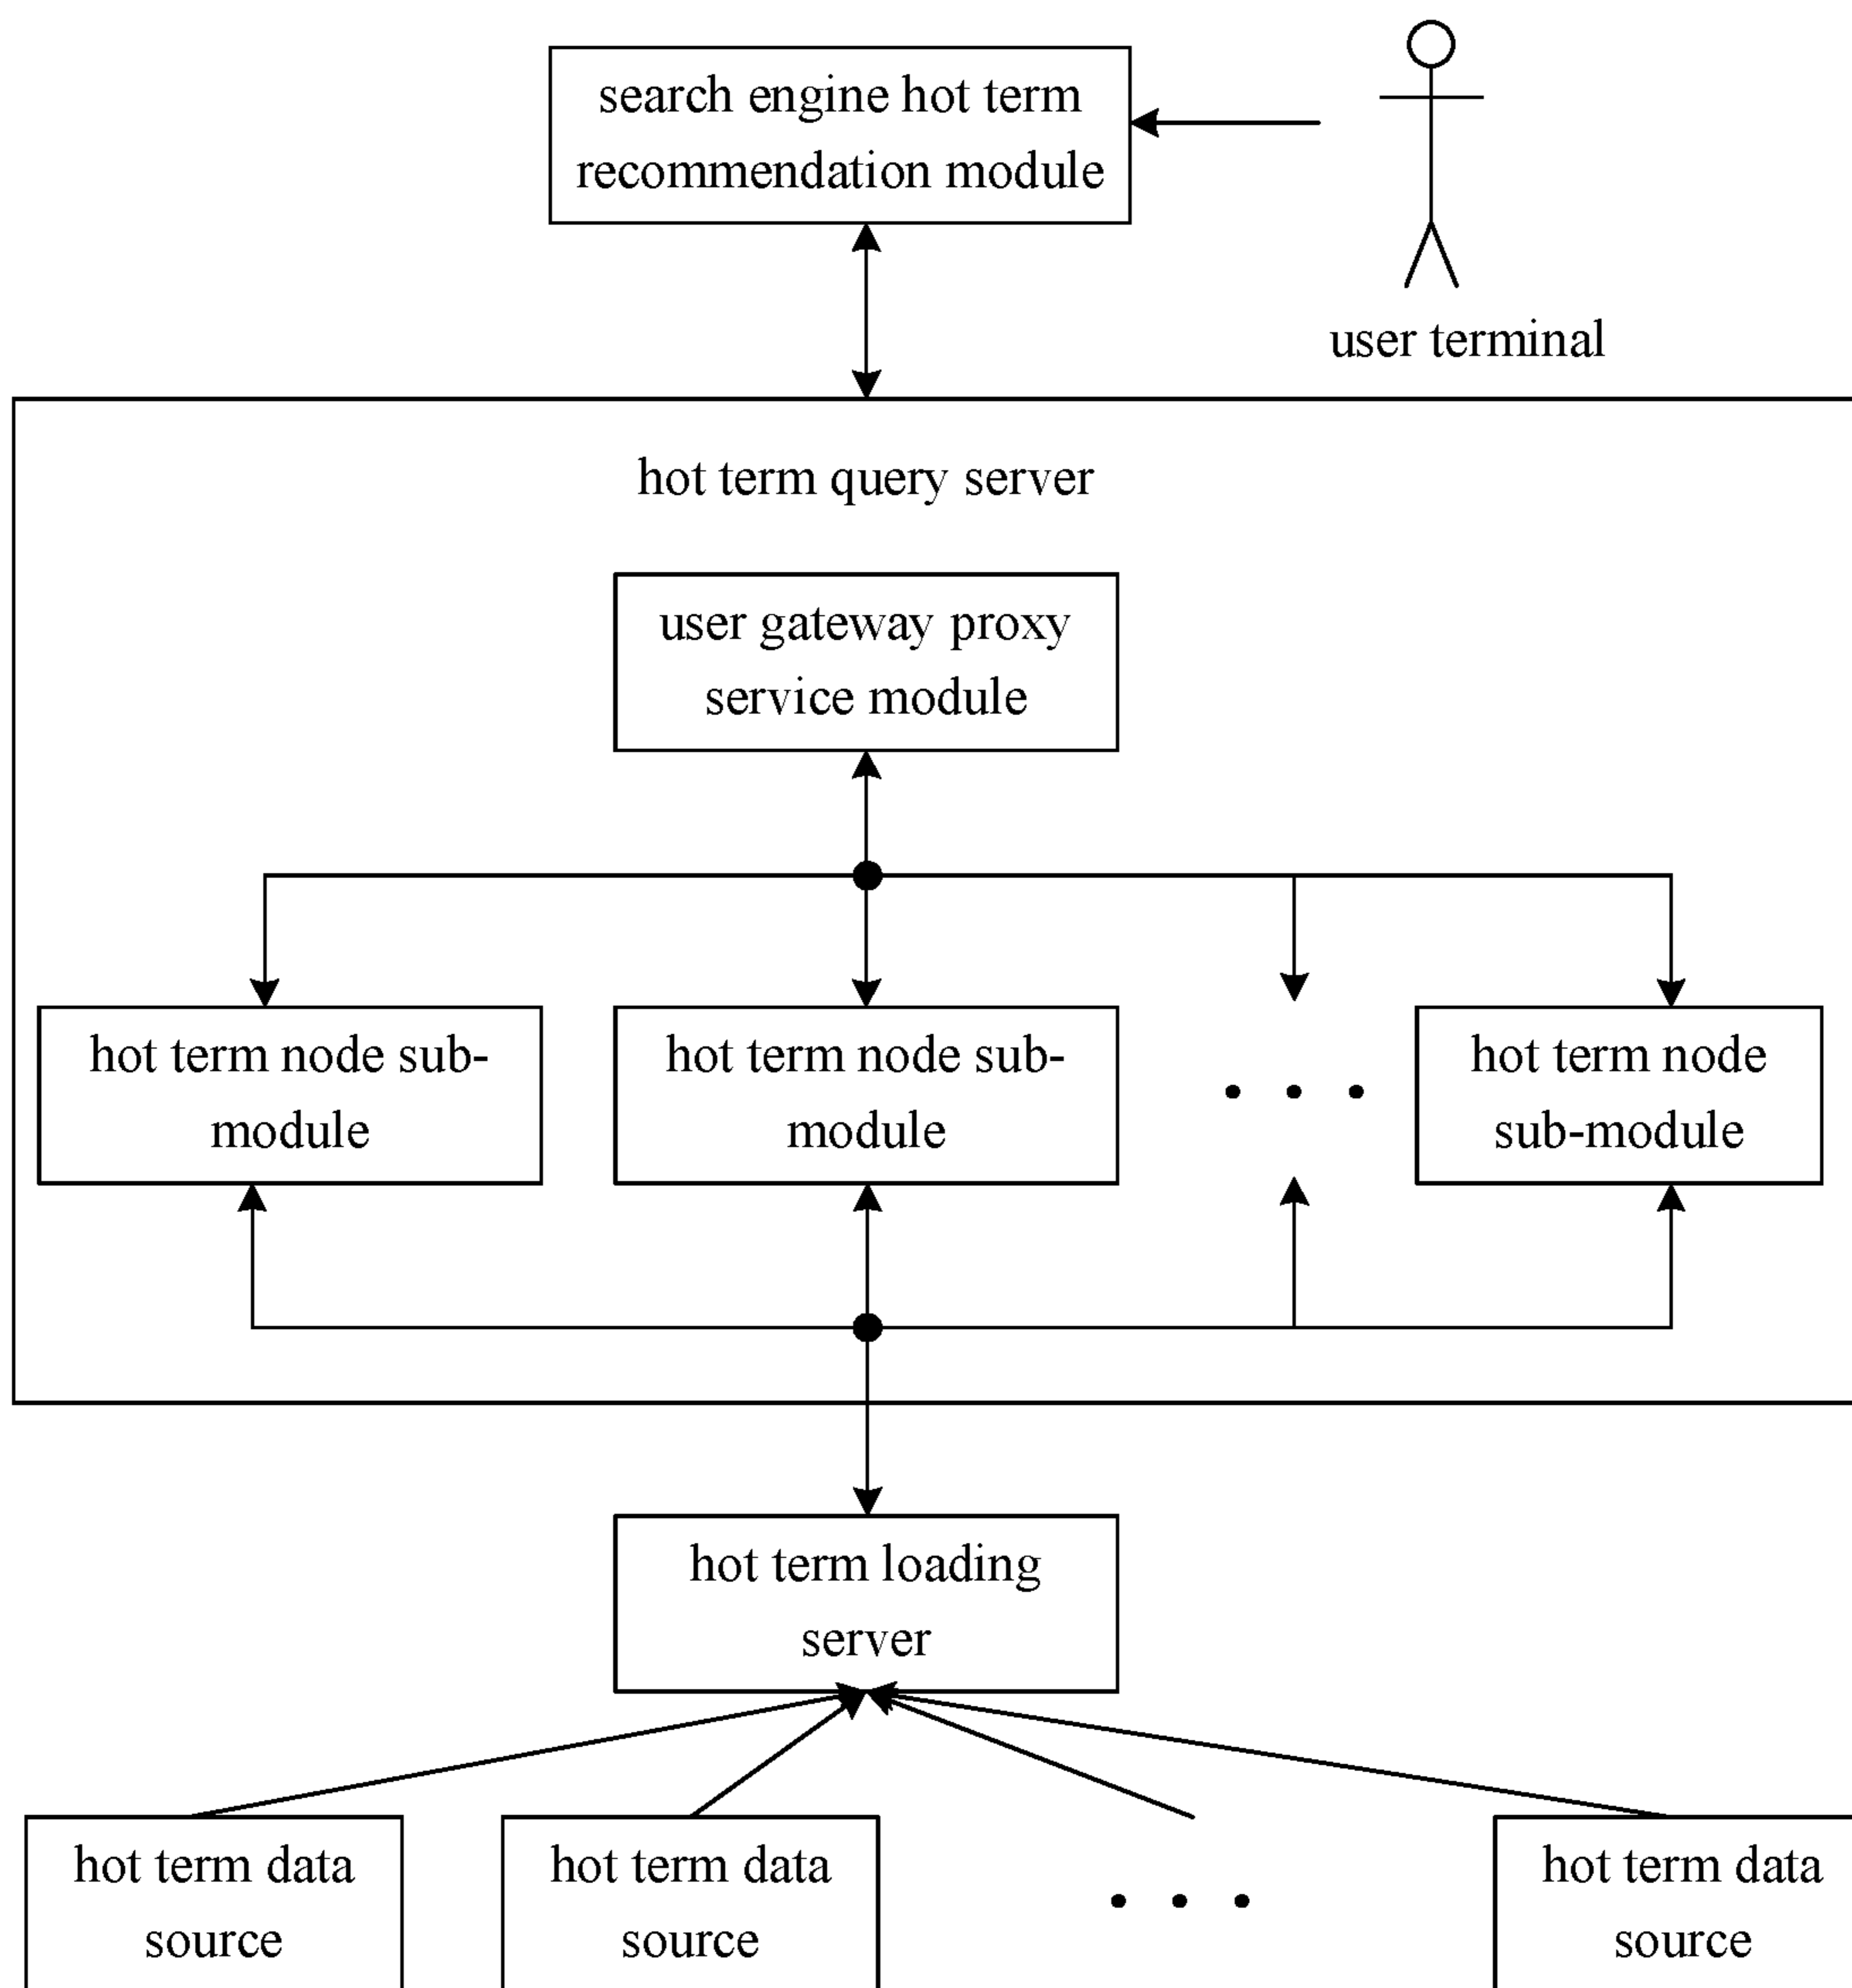 search engine hot term
recommendation module
user terminal
hot term query server
user gateway proxy
service module
hot term node sub-
module
hot term node sub-
module
hot term node
sub-module
hot term loading
server
hot term data
source
hot term data
source
hot term data
source